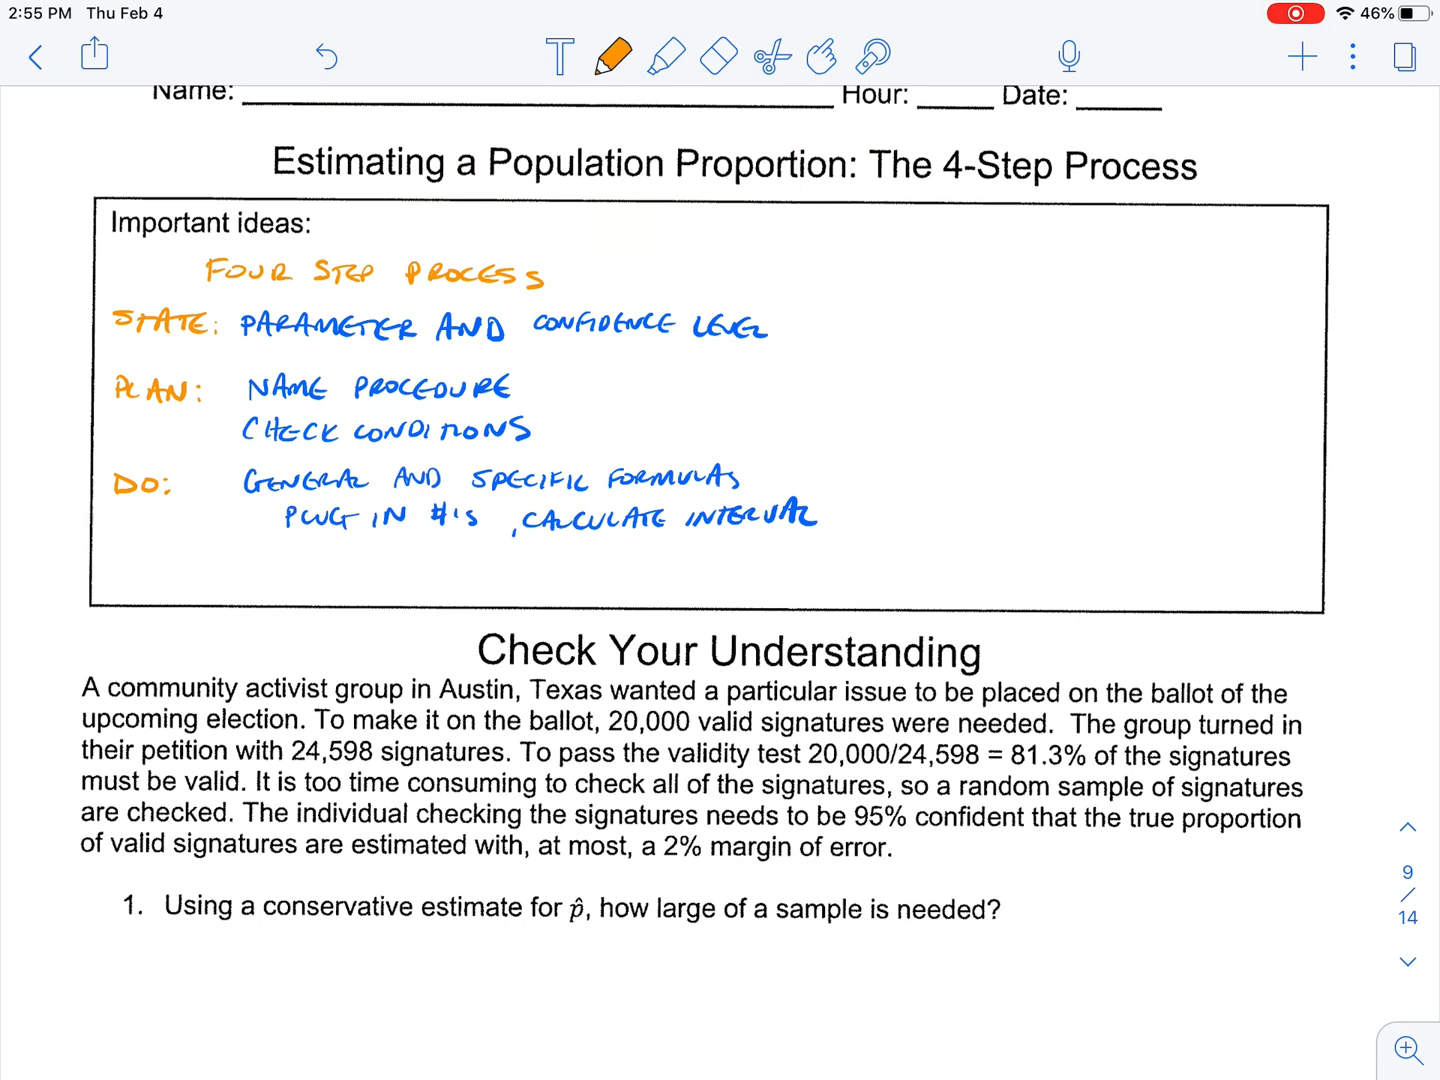 2:55 PM Thu Feb 4
46%
Name: Hour: Date:
Estimating a Population Proportion: The 4-Step Process
Important ideas:
FOUR STEP PROCESS
STATE: PARAMETER AND CONFIDENCE LEVEL
PLAN: NAME PROCEDURE
CHECK CONDITIONS
DO: GENERAL AND SPECIFIC FORMULAS
PLUG IN #'S, CALCULATE INTERVAL
Check Your Understanding
A community activist group in Austin, Texas wanted a particular issue to be placed on the ballot of the
upcoming election. To make it on the ballot, 20,000 valid signatures were needed. The group turned in
their petition with 24,598 signatures. To pass the validity test 20,000/24,598 = 81.3% of the signatures
must be valid. It is too time consuming to check all of the signatures, so a random sample of signatures
are checked. The individual checking the signatures needs to be 95% confident that the true proportion
of valid signatures are estimated with, at most, a 2% margin of error.
1. Using a conservative estimate for p̂, how large of a sample is needed?
9
/
14